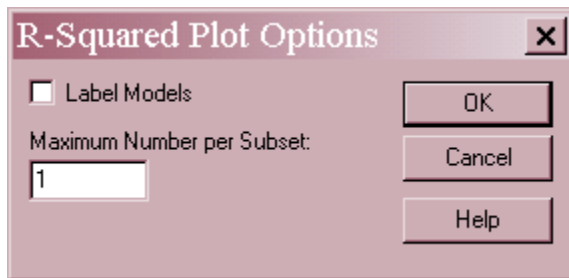 R-Squared Plot Options
Label Models
Maximum Number per Subset:
1
OK
Cancel
Help